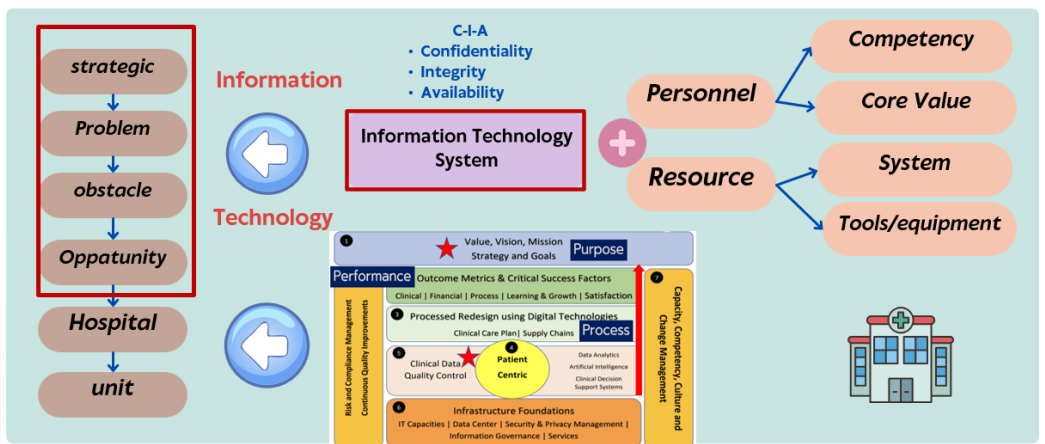 strategic
Problem
obstacle
Oppatunity
Hospital
unit
Information
Technology
C-I-A
• Confidentiality
• Integrity
• Availability
Information Technology
System
Personnel
Resource
Competency
Core Value
System
Tools/equipment
1
Value, Vision, Mission
Strategy and Goals
Purpose
Performance
Outcome Metrics & Critical Success Factors
Clinical | Financial | Process | Learning & Growth | Satisfaction
3
Processed Redesign using Digital Technologies
Clinical Care Plan| Supply Chains
Process
5
Clinical Data,
Quality Control
4
Patient
Centric
Data Analytics
Artificial Intelligence
Clinical Decision
Support Systems
6
Infrastructure Foundations
IT Capacities | Data Center | Security & Privacy Management |
Information Governance | Services
Risk and Compliance Management
Continuous Quality Improvements
7
Capacity, Competency, Culture and
Change Management